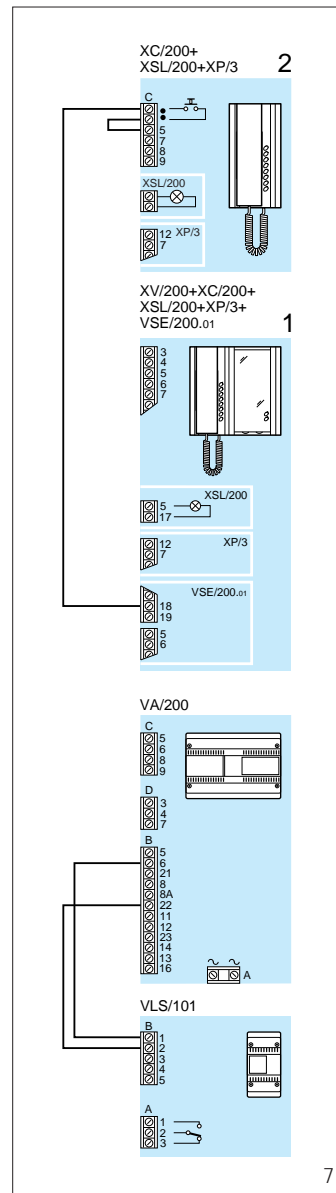 XC/200+
XSL/200+XP/3 2
C
5
7
8
9
XSL/200
12 XP/3
7
XV/200+XC/200+
XSL/200+XP/3+
VSE/200.01 1
3
4
5
6
7
XSL/200
5
17
12 XP/3
7
VSE/200.01
18
19
5
6
VA/200
C
5
6
8
9
D
3
4
7
B
5
6
21
8
8A
22
11
12
23
14
13
16
A
VLS/101
B
1
2
3
4
5
A
1
2
3
7